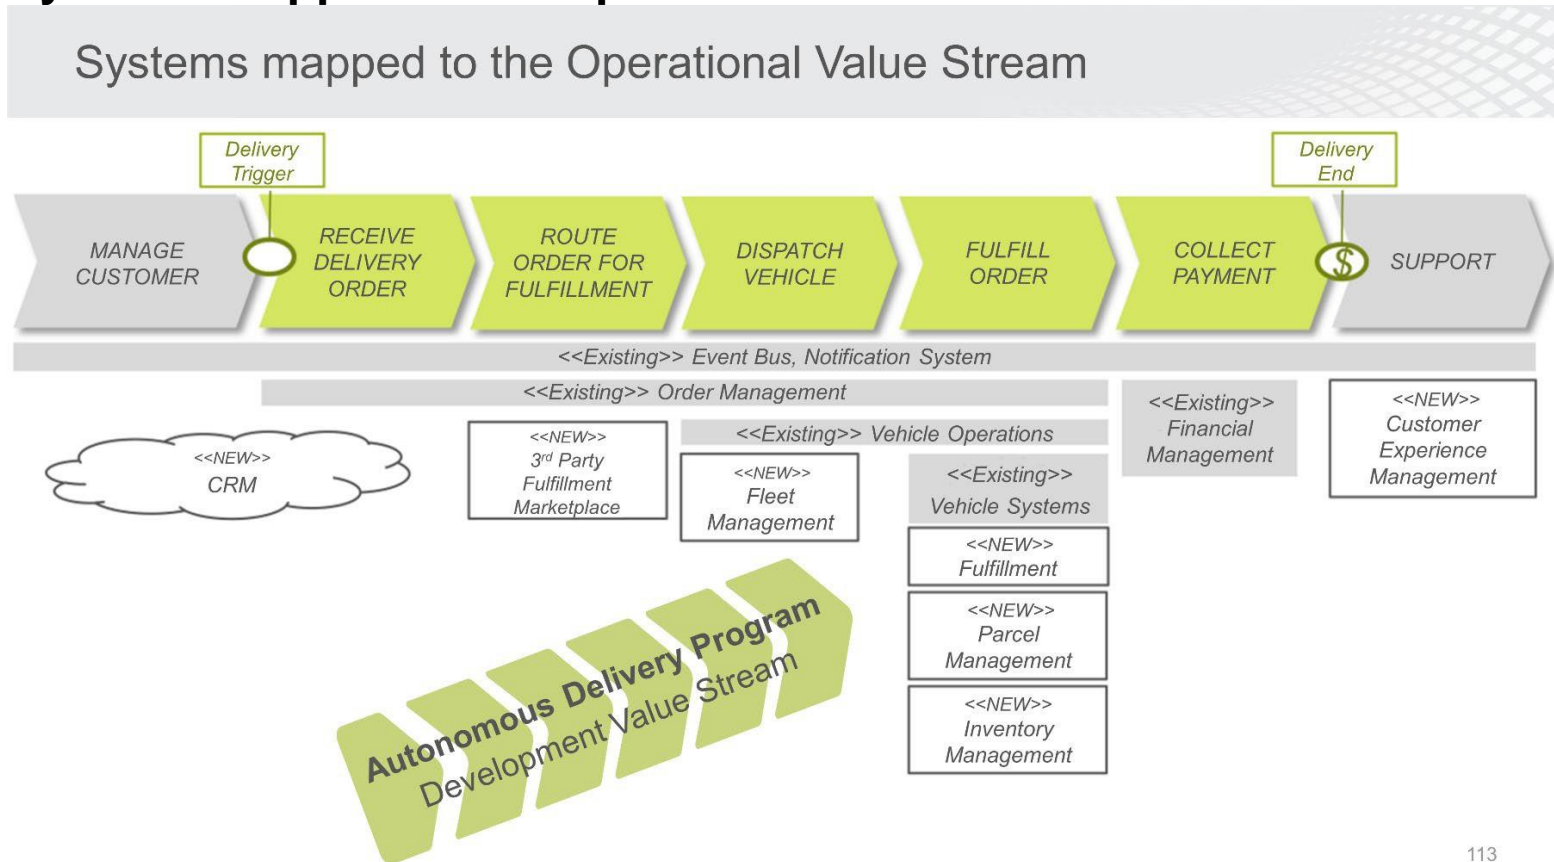 Systems mapped to the Operational Value Stream
Delivery
Trigger
Delivery
End
MANAGE
CUSTOMER
RECEIVE
DELIVERY
ORDER
ROUTE
ORDER FOR
FULFILLMENT
DISPATCH
VEHICLE
FULFILL
ORDER
COLLECT
PAYMENT
$
SUPPORT
<<Existing>> Event Bus, Notification System
<<Existing>> Order Management
<<Existing>>
Financial
Management
<<NEW>>
Customer
Experience
Management
<<NEW>>
CRM
<<NEW>>
3rd Party
Fulfillment
Marketplace
<<Existing>> Vehicle Operations
<<NEW>>
Fleet
Management
<<Existing>>
Vehicle Systems
<<NEW>>
Fulfillment
<<NEW>>
Parcel
Management
<<NEW>>
Inventory
Management
Autonomous Delivery Program
Development Value Stream
113